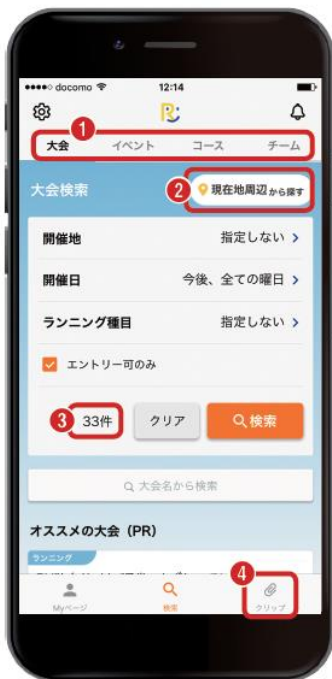 docomo 12:14
1
大会 イベント コース チーム
大会検索
2 現在地周辺から探す
開催地 指定しない >
開催日 今後、全ての曜日 >
ランニング種目 指定しない >
エントリー可のみ
3 33件 クリア 検索
大会名から検索
オススメの大会（PR）
ランニング
4
Myページ 検索 クリップ